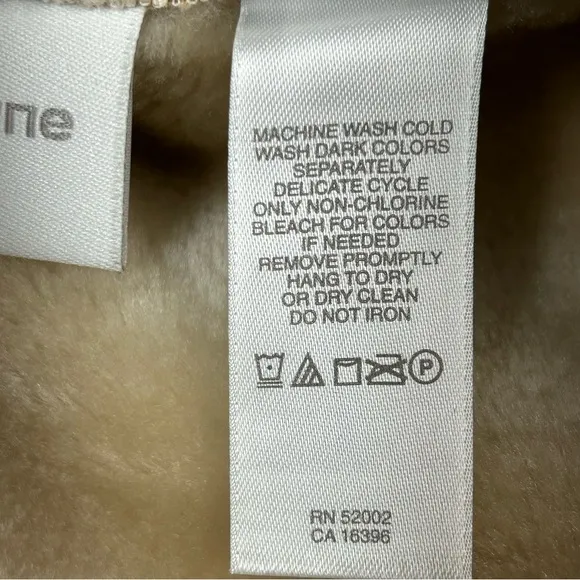 MACHINE WASH COLD
WASH DARK COLORS
SEPARATELY
DELICATE CYCLE
ONLY NON-CHLORINE
BLEACH FOR COLORS
IF NEEDED
REMOVE PROMPTLY
HANG TO DRY
OR DRY CLEAN
DO NOT IRON
P
RN 52002
CA 16396